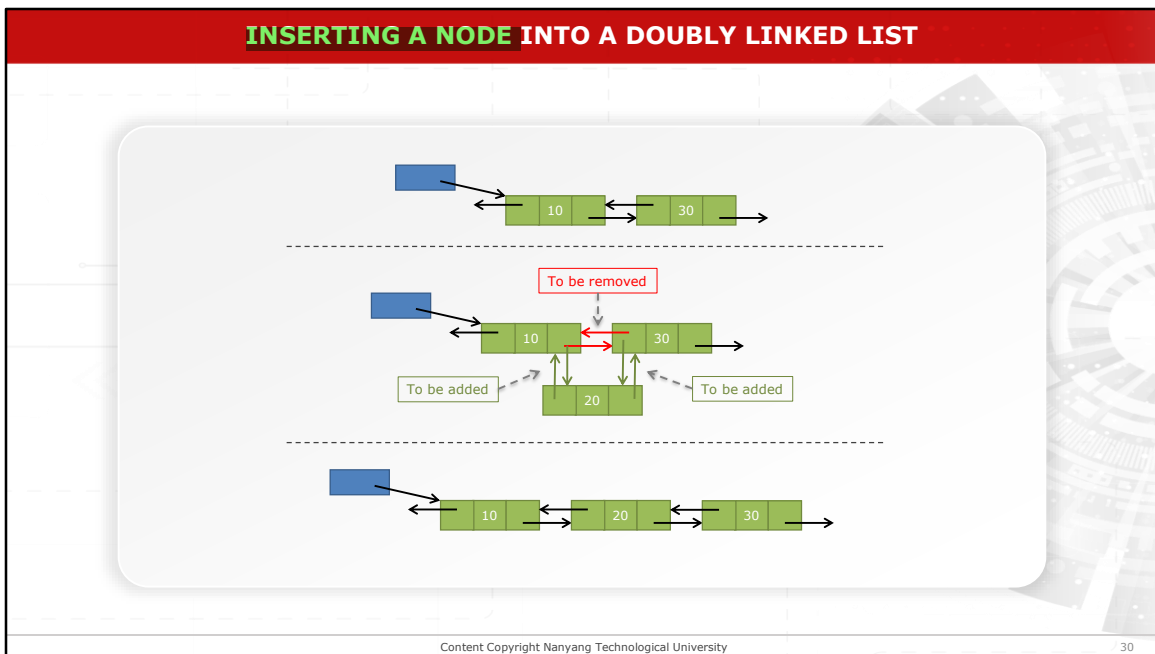 INSERTING A NODE INTO A DOUBLY LINKED LIST
10 30
To be removed
10 30
To be added To be added
20
10 20 30
Content Copyright Nanyang Technological University 30